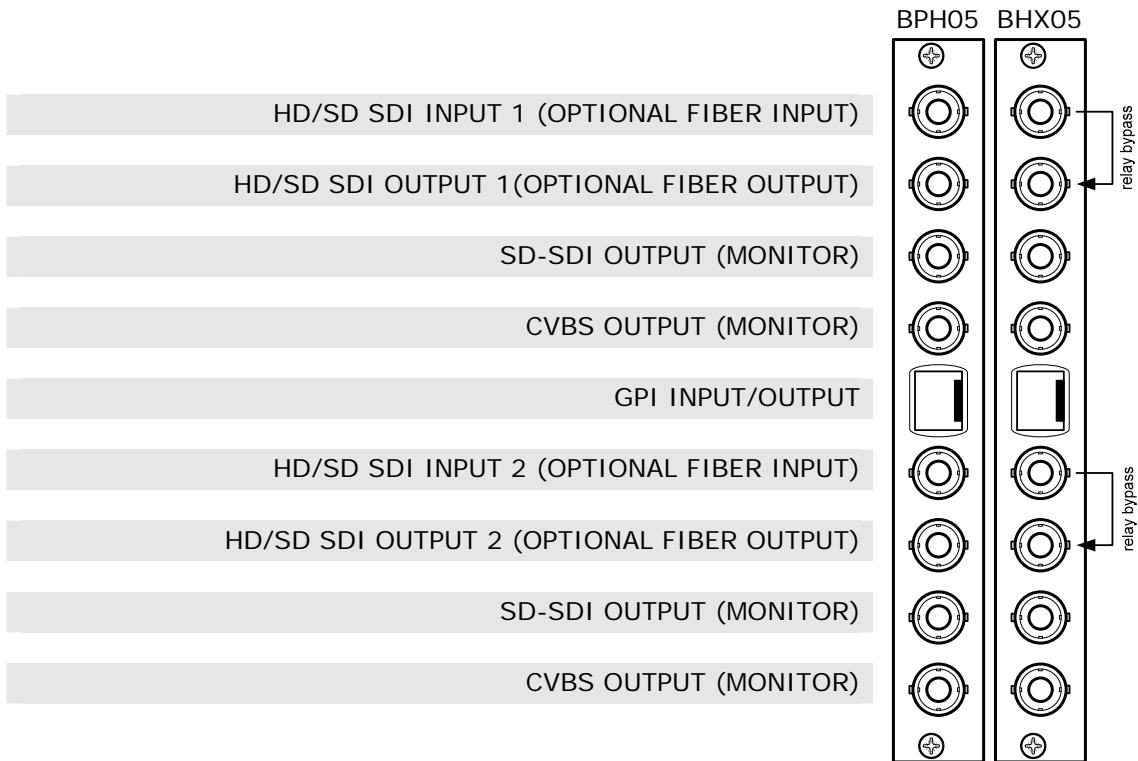 BPH05 BHX05
HD/SD SDI INPUT 1 (OPTIONAL FIBER INPUT)
relay bypass
HD/SD SDI OUTPUT 1(OPTIONAL FIBER OUTPUT)
SD-SDI OUTPUT (MONITOR)
CVBS OUTPUT (MONITOR)
GPI INPUT/OUTPUT
HD/SD SDI INPUT 2 (OPTIONAL FIBER INPUT)
relay bypass
HD/SD SDI OUTPUT 2 (OPTIONAL FIBER OUTPUT)
SD-SDI OUTPUT (MONITOR)
CVBS OUTPUT (MONITOR)